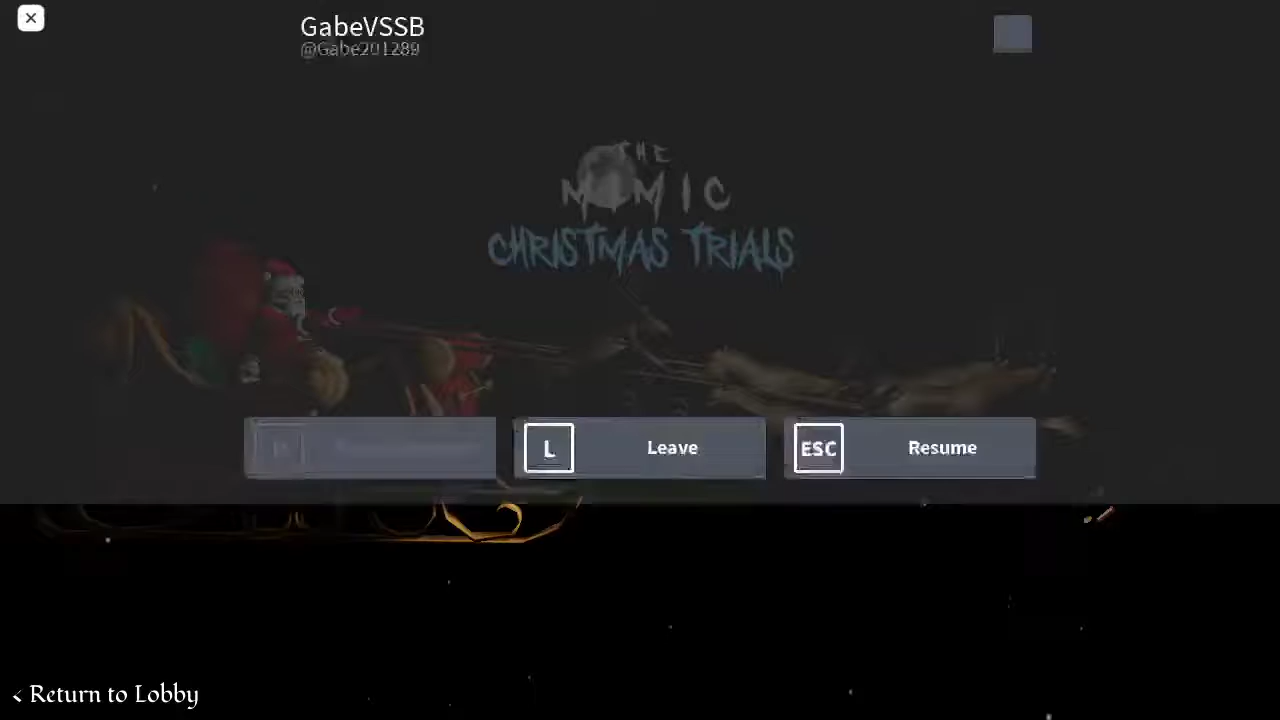 GabeVSSB
@Gabe201289
THE
MIMIC
CHRISTMAS TRIALS
L
Leave
ESC
Resume
< Return to Lobby